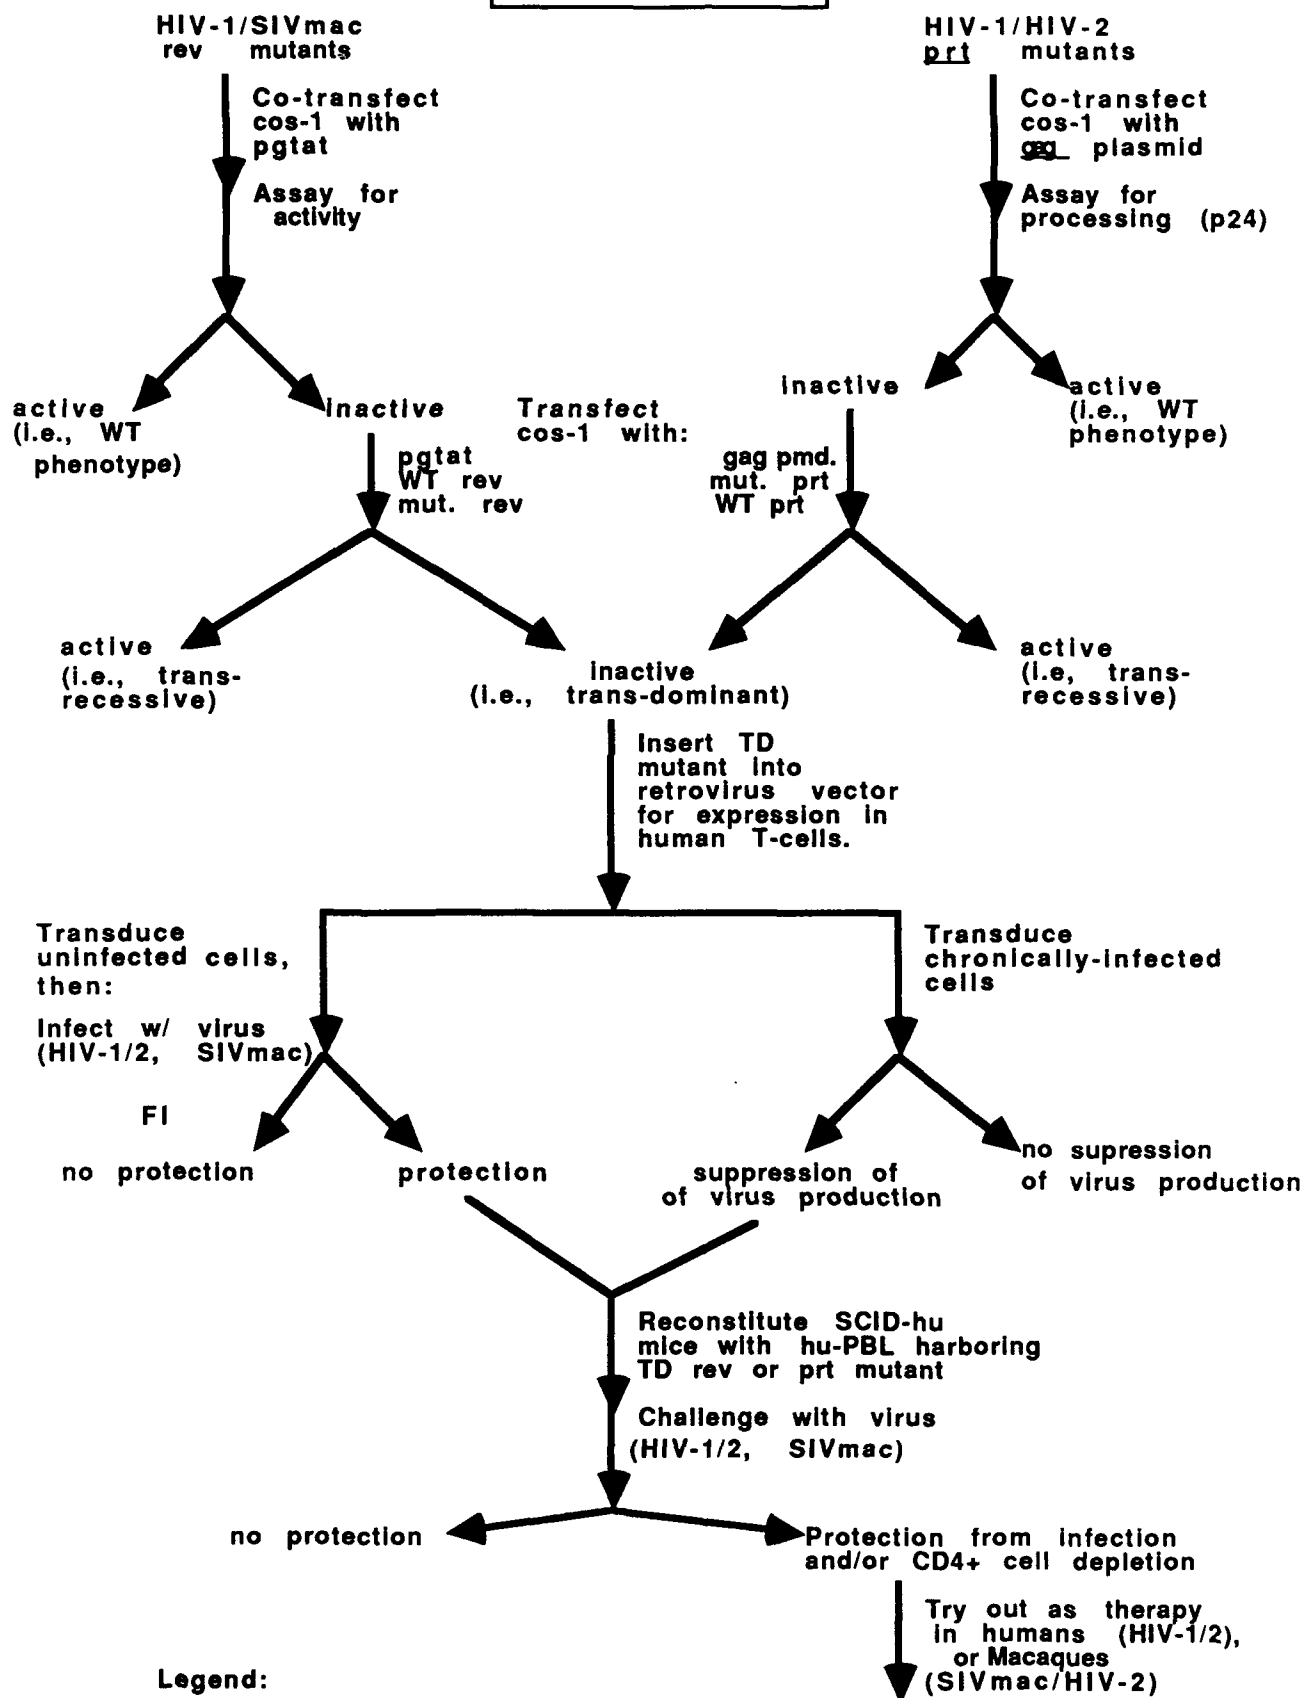 HIV-1/SIVmac
rev mutants
HIV-1/HIV-2
prt mutants
Co-transfect
cos-1 with
pgtat
Assay for
activity
Co-transfect
cos-1 with
gag plasmid
Assay for
processing (p24)
active
(i.e., WT
phenotype)
inactive
Transfect
cos-1 with:
inactive
active
(i.e., WT
phenotype)
pgtat
WT rev
mut. rev
gag pmd.
mut. prt
WT prt
active
(i.e., trans-
recessive)
inactive
(i.e., trans-dominant)
active
(i.e, trans-
recessive)
Insert TD
mutant into
retrovirus vector
for expression in
human T-cells.
Transduce
uninfected cells,
then:
Infect w/ virus
(HIV-1/2, SIVmac)
Transduce
chronically-infected
cells
FI
no protection
protection
suppression of
of virus production
no supression
of virus production
Reconstitute SCID-hu
mice with hu-PBL harboring
TD rev or prt mutant
Challenge with virus
(HIV-1/2, SIVmac)
no protection
Protection from infection
and/or CD4+ cell depletion
Try out as therapy
in humans (HIV-1/2),
or Macaques
(SIVmac/HIV-2)
Legend: